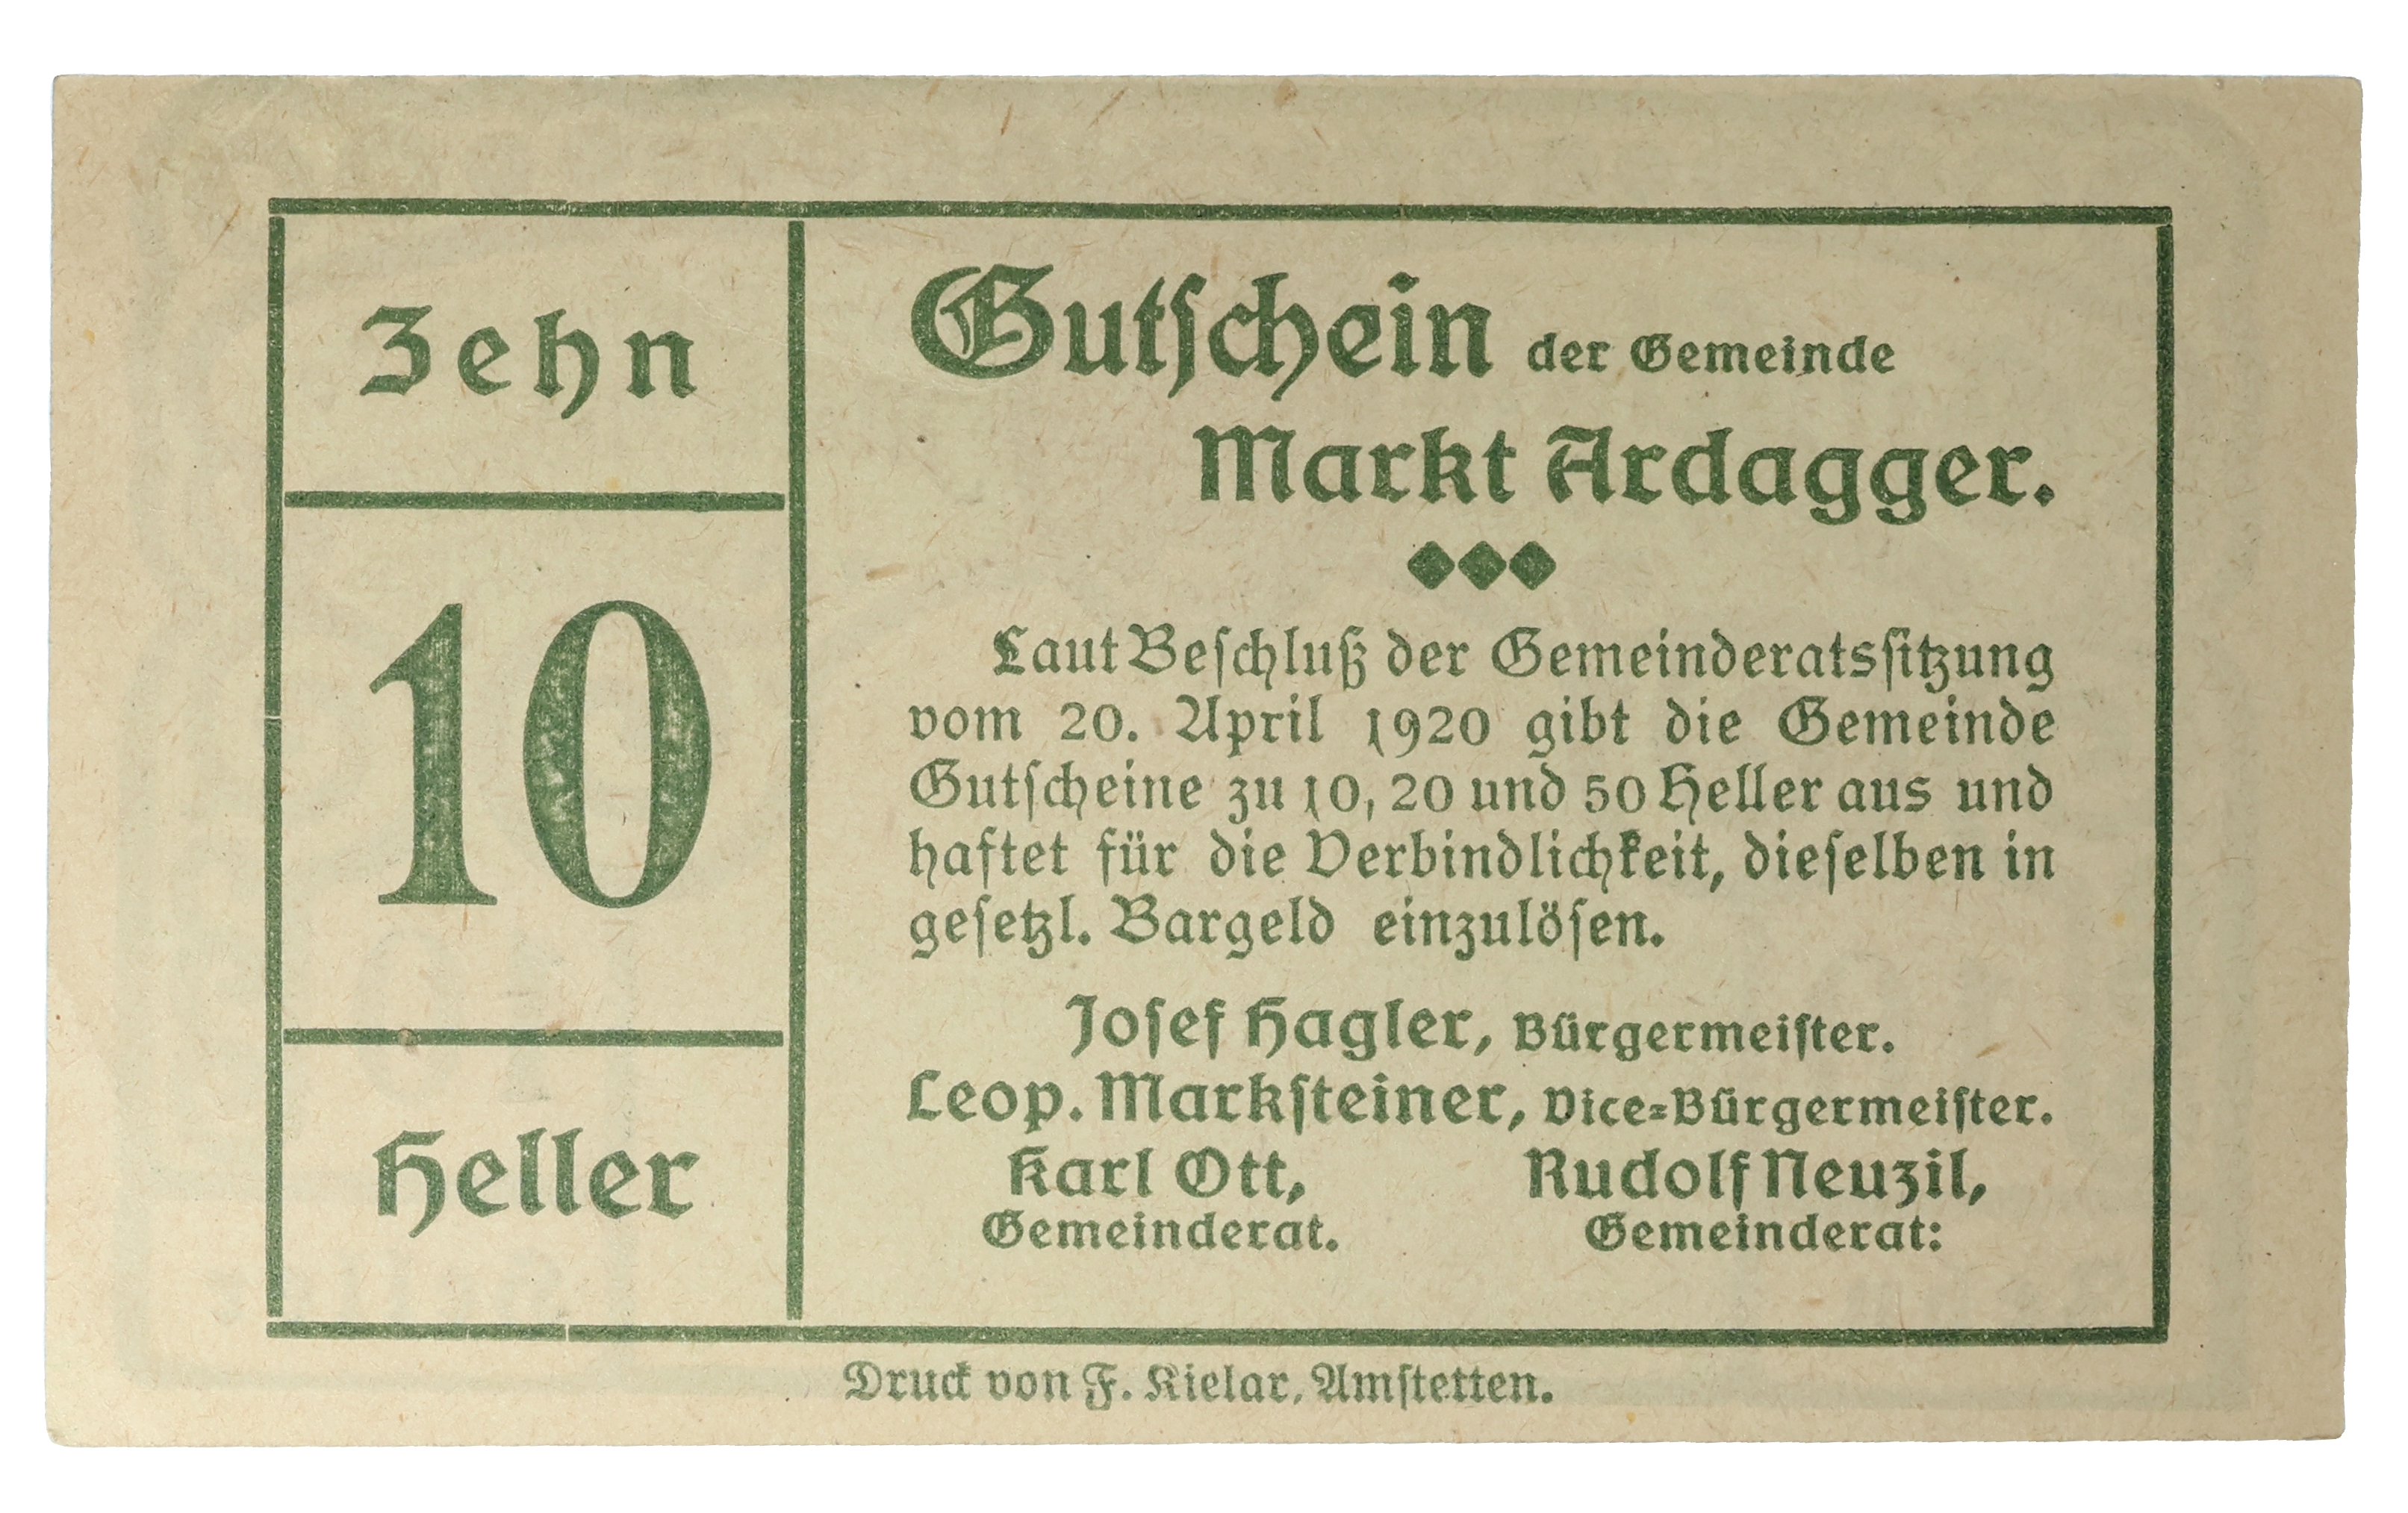 Zehn
10
Heller
Gutschein der Gemeinde
Markt Ardagger.
Laut Beschluß der Gemeinderatssitzung
vom 20. April 1920 gibt die Gemeinde
Gutscheine zu 10, 20 und 50 Heller aus und
haftet für die Verbindlichkeit, dieselben in
gesetzl. Bargeld einzulösen.
Josef Hagler, Bürgermeister.
Leop. Marksteiner, Vice-Bürgermeister.
Karl Ott, Rudolf Neuzil,
Gemeinderat. Gemeinderat:
Druck von F. Kielar, Amstetten.